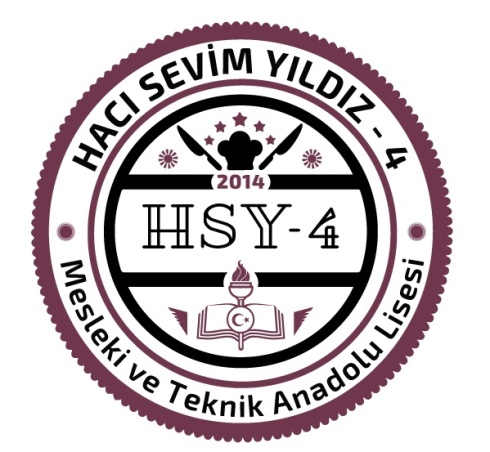 HACI SEVİM YILDIZ - 4
2014
HSY-4
Mesleki ve Teknik Anadolu Lisesi